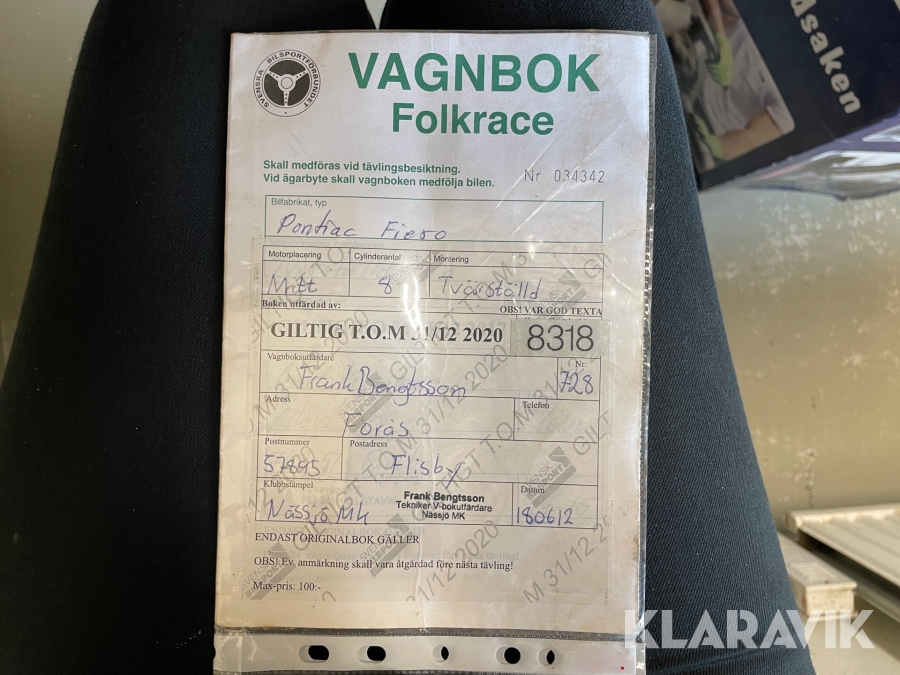 SVENSKA BILSPORTFÖRBUNDET
VAGNBOK
Folkrace
dsaken
Skall medföras vid tävlingsbesiktning.
Vid ägarbyte skall vagnboken medfölja bilen.
Nr 034342
Bilfabrikat, typ
Pontiac Fiero
Motorplacering Cylinderantal Montering
Mitt 8 Tvärställd
Boken utfärdad av: OBS! VAR GOD TEXTA
GILTIG T.O.M 31/12 2020 8318
Vagnboksutfärdare Nr:
Frank Bengtsson 728
Adress Telefon
Forås
Postnummer Postadress
57895 Flisby
Klubbstämpel Datum
Nässjö Mk 180612
Frank Bengtsson
Tekniker V-bokutfärdare
Nässjö MK
ENDAST ORIGINALBOK GÄLLER
OBS! Ev. anmärkning skall vara åtgärdad före nästa tävling!
Max-pris: 100:-
KLARAVIK